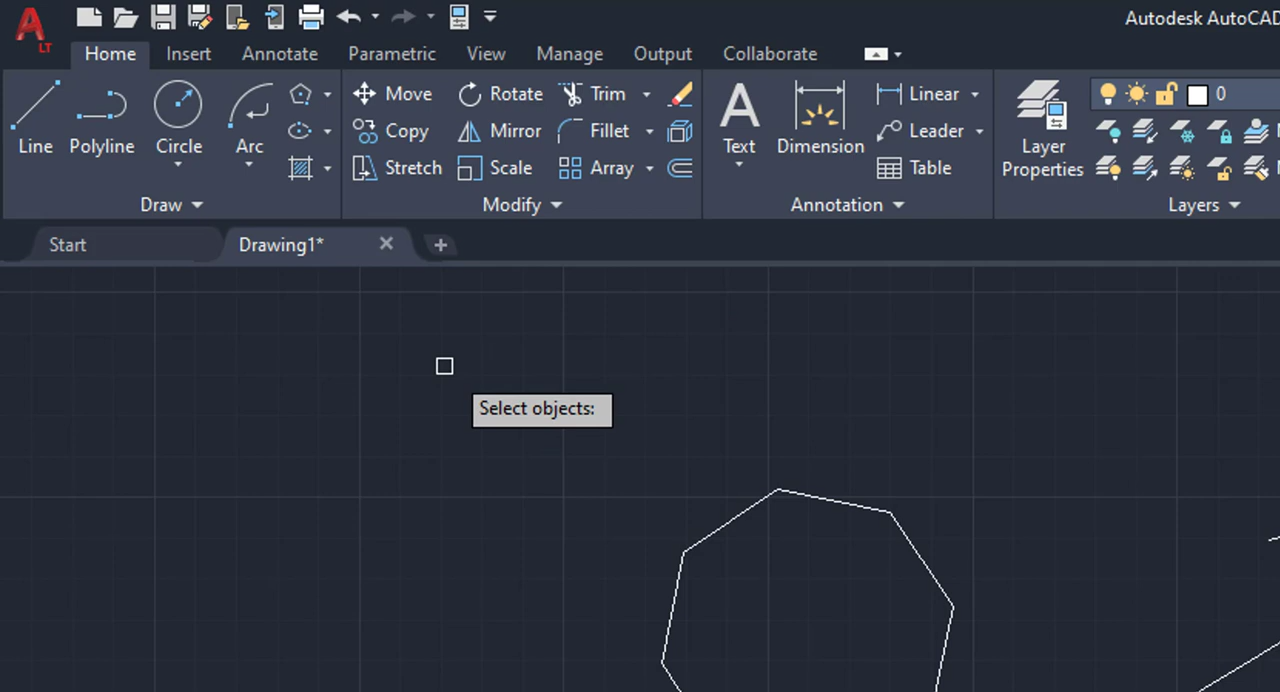 Autodesk AutoCAD
LT
Home Insert Annotate Parametric View Manage Output Collaborate
Line Polyline Circle Arc
Move Rotate Trim
Copy Mirror Fillet
Stretch Scale Array
Text Dimension
Linear
Leader
Table
Layer
Properties
0
Draw Modify Annotation Layers
Start Drawing1*
Select objects: